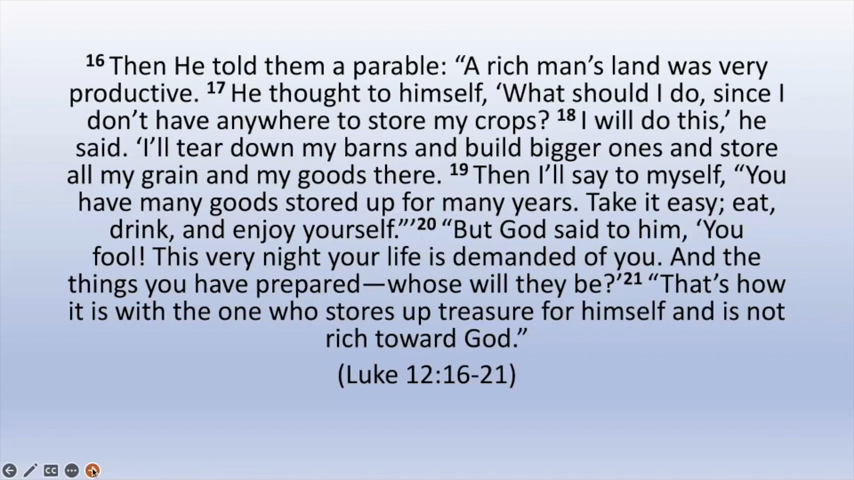 16 Then He told them a parable: “A rich man’s land was very
productive. 17 He thought to himself, ‘What should I do, since I
don’t have anywhere to store my crops? 18 I will do this,’ he
said. ‘I’ll tear down my barns and build bigger ones and store
all my grain and my goods there. 19 Then I’ll say to myself, “You
have many goods stored up for many years. Take it easy; eat,
drink, and enjoy yourself.”’20 “But God said to him, ‘You
fool! This very night your life is demanded of you. And the
things you have prepared—whose will they be?’21 “That’s how
it is with the one who stores up treasure for himself and is not
rich toward God.”
(Luke 12:16-21)
CC